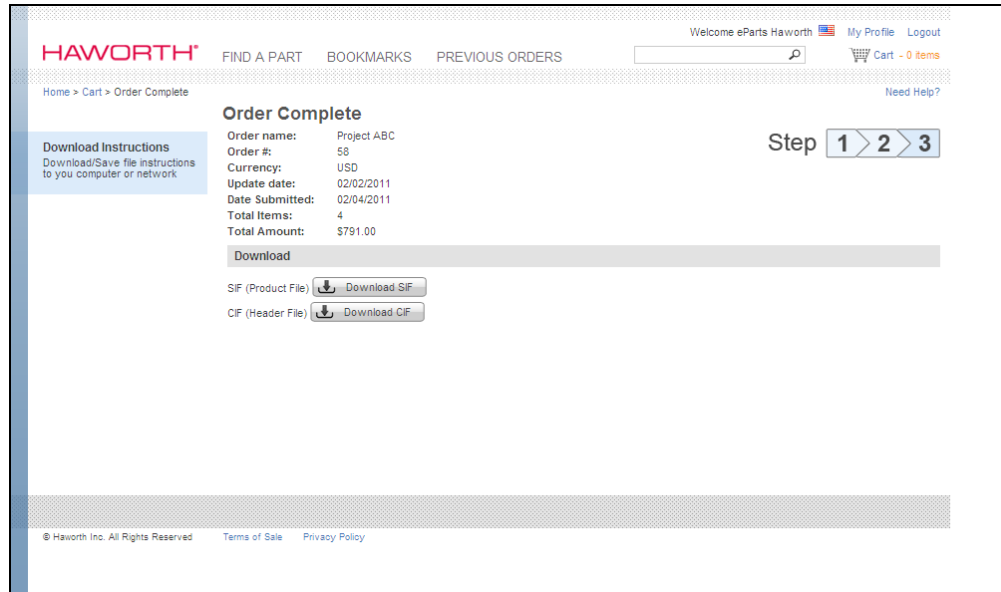 Welcome eParts Haworth My Profile Logout
HAWORTH® FIND A PART BOOKMARKS PREVIOUS ORDERS Cart - 0 items
Home > Cart > Order Complete Need Help?
Order Complete
Order name: Project ABC
Order #: 58
Currency: USD
Update date: 02/02/2011
Date Submitted: 02/04/2011
Total Items: 4
Total Amount: $791.00
Step 1 2 3
Download Instructions
Download/Save file instructions
to you computer or network
Download
SIF (Product File) Download SIF
CIF (Header File) Download CIF
© Haworth Inc. All Rights Reserved Terms of Sale Privacy Policy